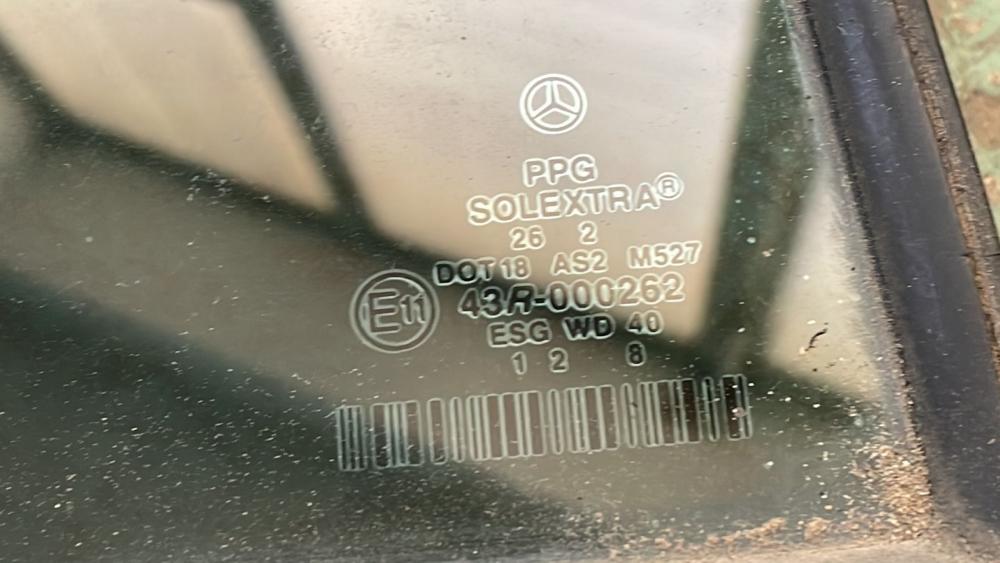 PPG
SOLEXTRA®
26 2
DOT 18 AS2 M527
E11 43R-000262
ESG WD 40
1 2 8